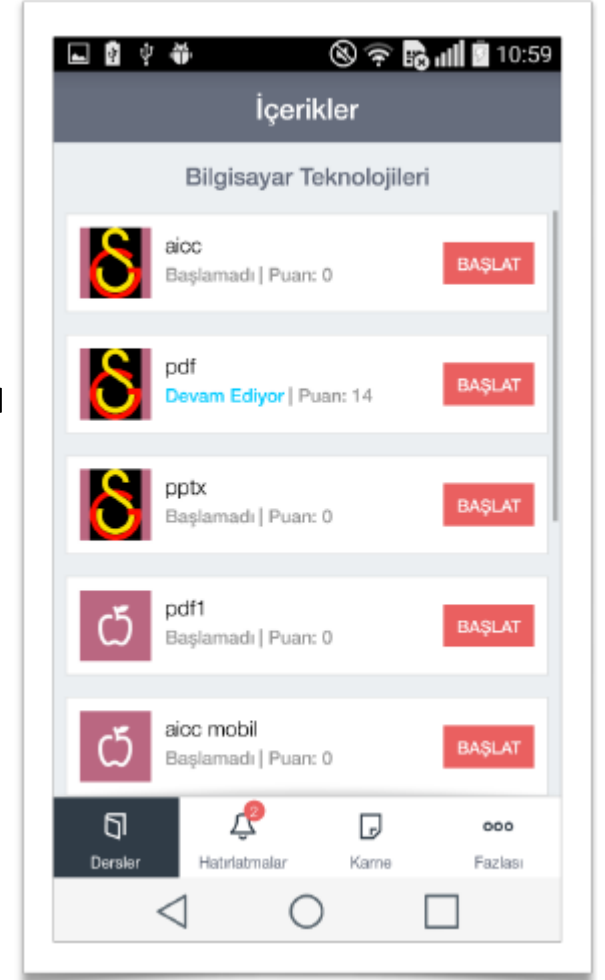 10:59
İçerikler
Bilgisayar Teknolojileri
aicc
Başlamadı | Puan: 0
BAŞLAT
pdf
Devam Ediyor | Puan: 14
BAŞLAT
pptx
Başlamadı | Puan: 0
BAŞLAT
pdf1
Başlamadı | Puan: 0
BAŞLAT
aicc mobil
Başlamadı | Puan: 0
BAŞLAT
2
Dersler
Hatırlatmalar
Karne
Fazlası